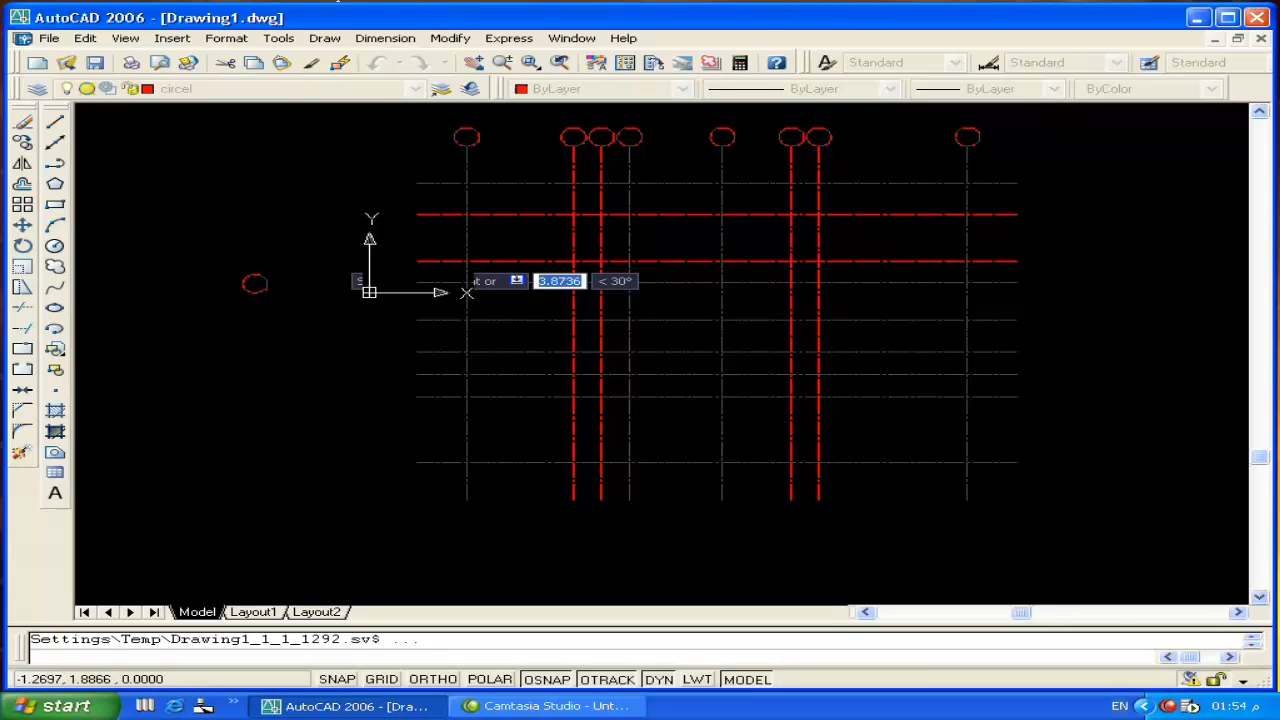 AutoCAD 2006 - [Drawing1.dwg]
File Edit View Insert Format Tools Draw Dimension Modify Express Window Help
Standard Standard Standard
circel ByLayer ByLayer ByLayer ByColor
Y
t or 3.8736 < 30°
X
Model Layout1 Layout2
Settings\Temp\Drawing1_1_1_1292.sv$ ...
-1.2697, 1.8866 , 0.0000 SNAP GRID ORTHO POLAR OSNAP OTRACK DYN LWT MODEL
start AutoCAD 2006 - [Dra... Camtasia Studio - Unt... EN 01:54 م
A